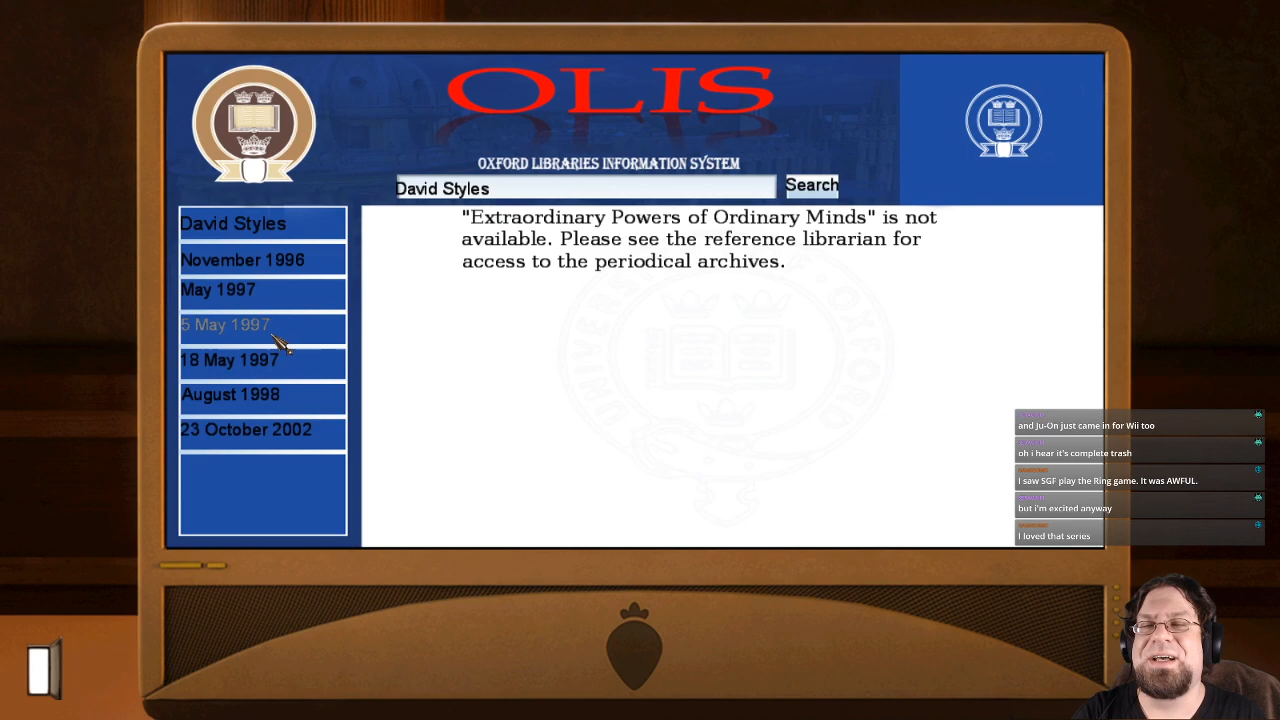 OLIS
OXFORD LIBRARIES INFORMATION SYSTEM
David Styles
Search
David Styles
November 1996
May 1997
5 May 1997
18 May 1997
August 1998
23 October 2002
"Extraordinary Powers of Ordinary Minds" is not
available. Please see the reference librarian for
access to the periodical archives.
and Ju-On just came in for Wii too
oh i hear it's complete trash
I saw SGF play the Ring game. It was AWFUL.
but i'm excited anyway
I loved that series